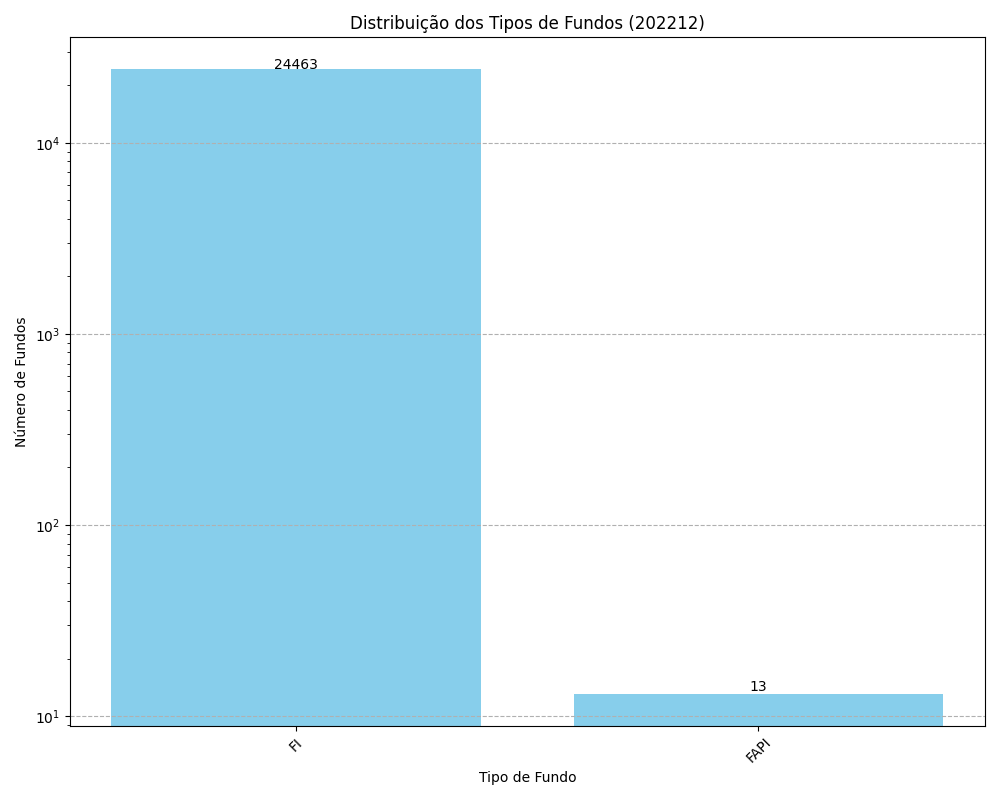 Distribuição dos Tipos de Fundos (202212)
24463
10⁴
10³
Número de Fundos
10²
13
10¹
FI
FAPI
Tipo de Fundo